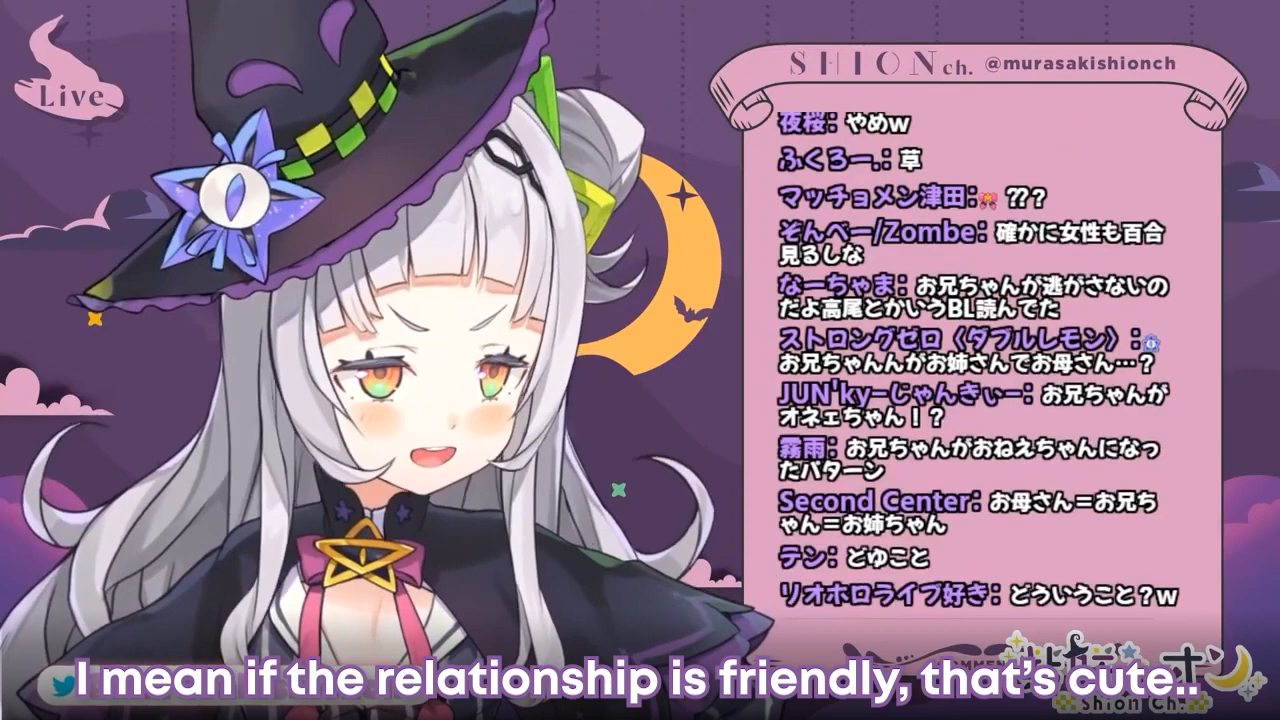 Live
SHION ch. @murasakishionch
夜桜: やめw
ふくろー.: 草
マッチョメン津田: ???
ぞんべー/Zombe: 確かに女性も百合
見るしな
なーちゃま: お兄ちゃんが逃がさないの
だよ高尾とかいうBL読んでた
ストロングゼロ〈ダブルレモン〉:
お兄ちゃんんがお姉さんでお母さん…?
JUN'kyーじゃんきぃー: お兄ちゃんが
オネェちゃん!?
霧雨: お兄ちゃんがおねえちゃんになっ
たパターン
Second Center: お母さん=お兄ち
ゃん=お姉ちゃん
テン: どゆこと
リオホロライブ好き: どういうこと?w
I mean if the relationship is friendly, that's cute..
Shion Ch.